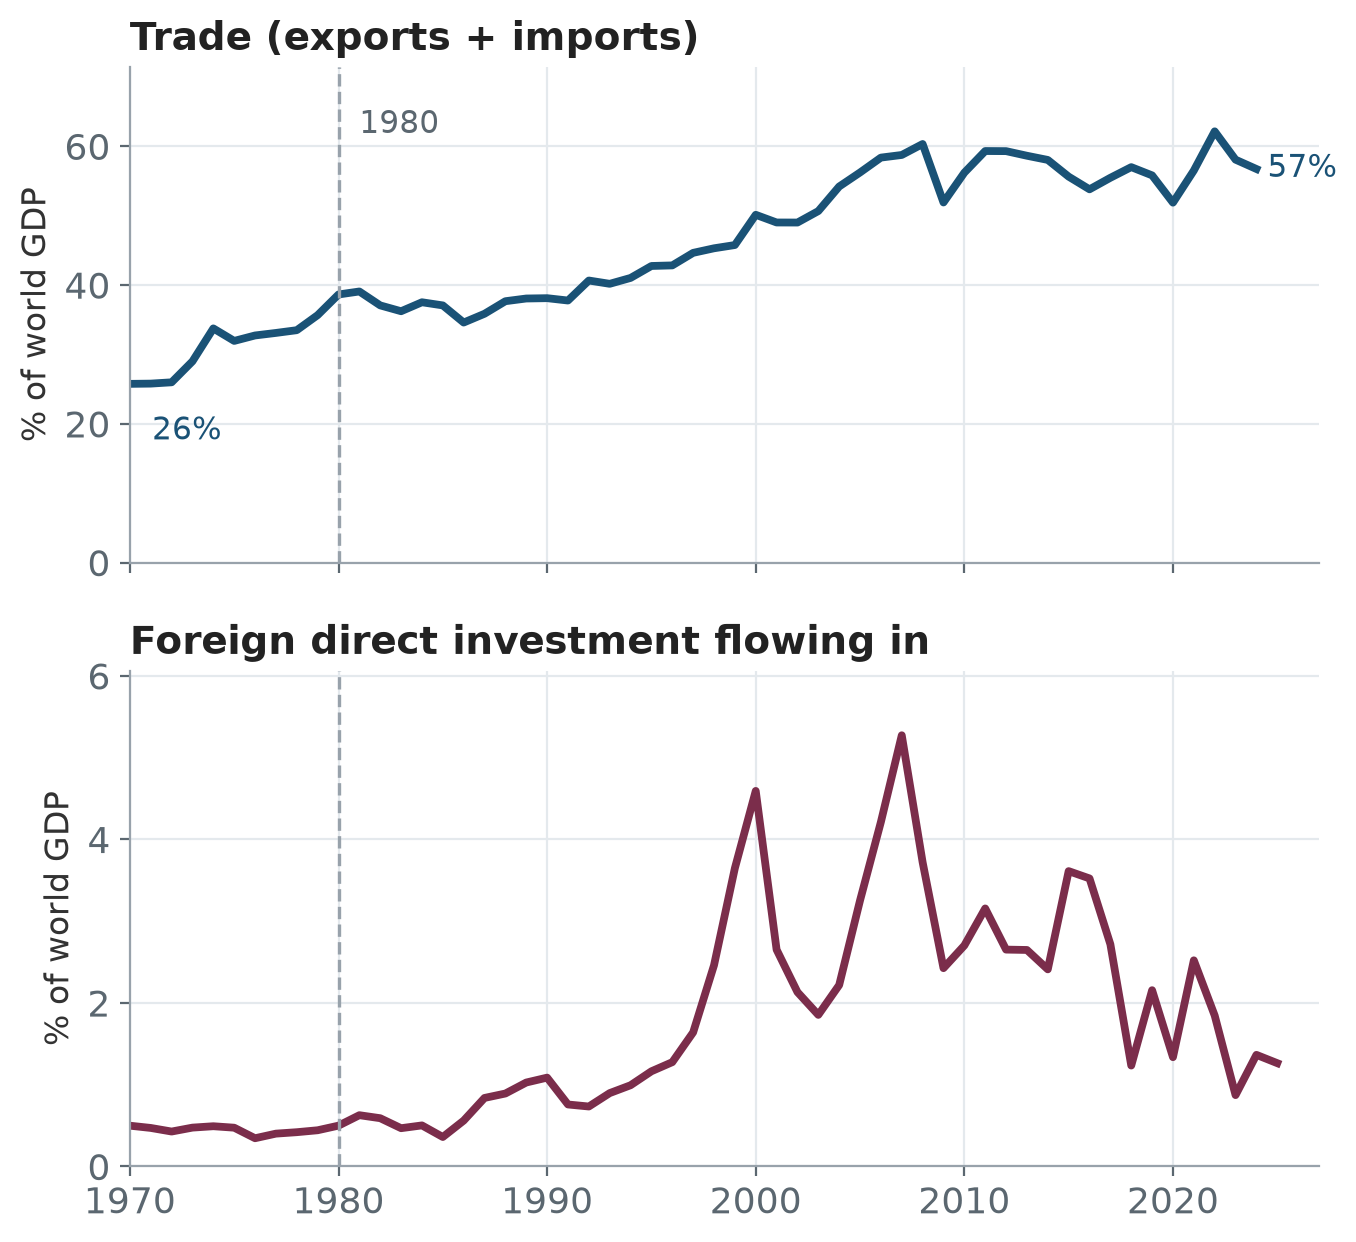 Trade (exports + imports)
% of world GDP
60
40
20
0
1980
26%
57%
Foreign direct investment flowing in
% of world GDP
6
4
2
0
1970 1980 1990 2000 2010 2020